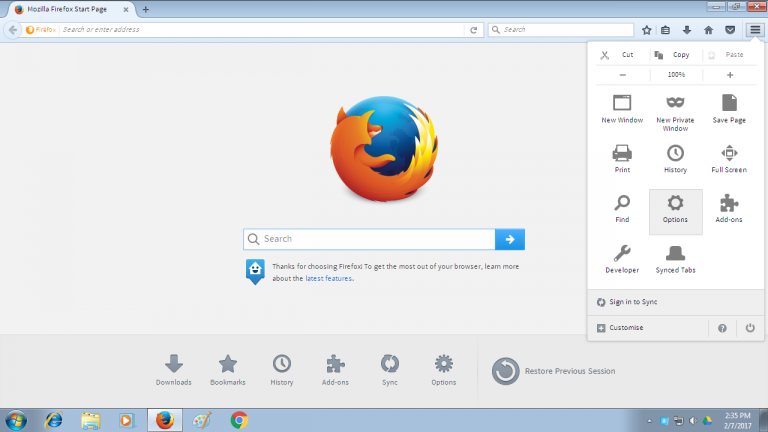 Mozilla Firefox Start Page
Firefox
Search or enter address
Search
Cut
Copy
Paste
100%
New Window
New Private
Window
Save Page
Print
History
Full Screen
Find
Options
Add-ons
Developer
Synced Tabs
Sign in to Sync
Customise
Search
Thanks for choosing Firefox! To get the most out of your browser, learn more
about the latest features.
Downloads
Bookmarks
History
Add-ons
Sync
Options
Restore Previous Session
2:35 PM
2/7/2017